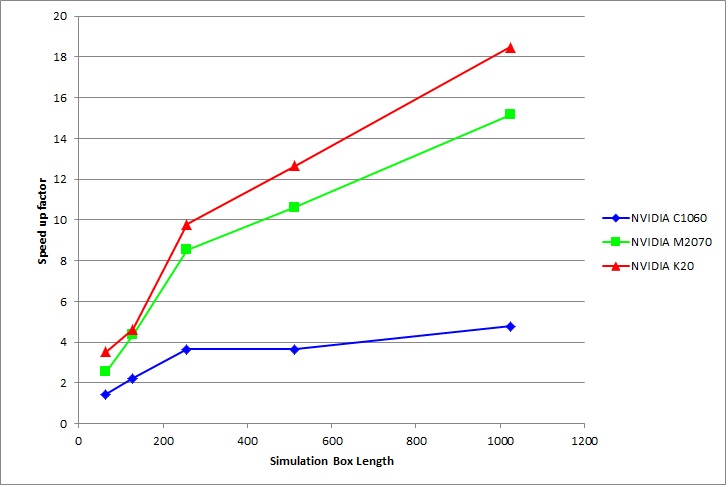 20
18
16
14
12
10
8
6
4
2
0
Speed up factor
0 200 400 600 800 1000 1200
Simulation Box Length
NVIDIA C1060
NVIDIA M2070
NVIDIA K20